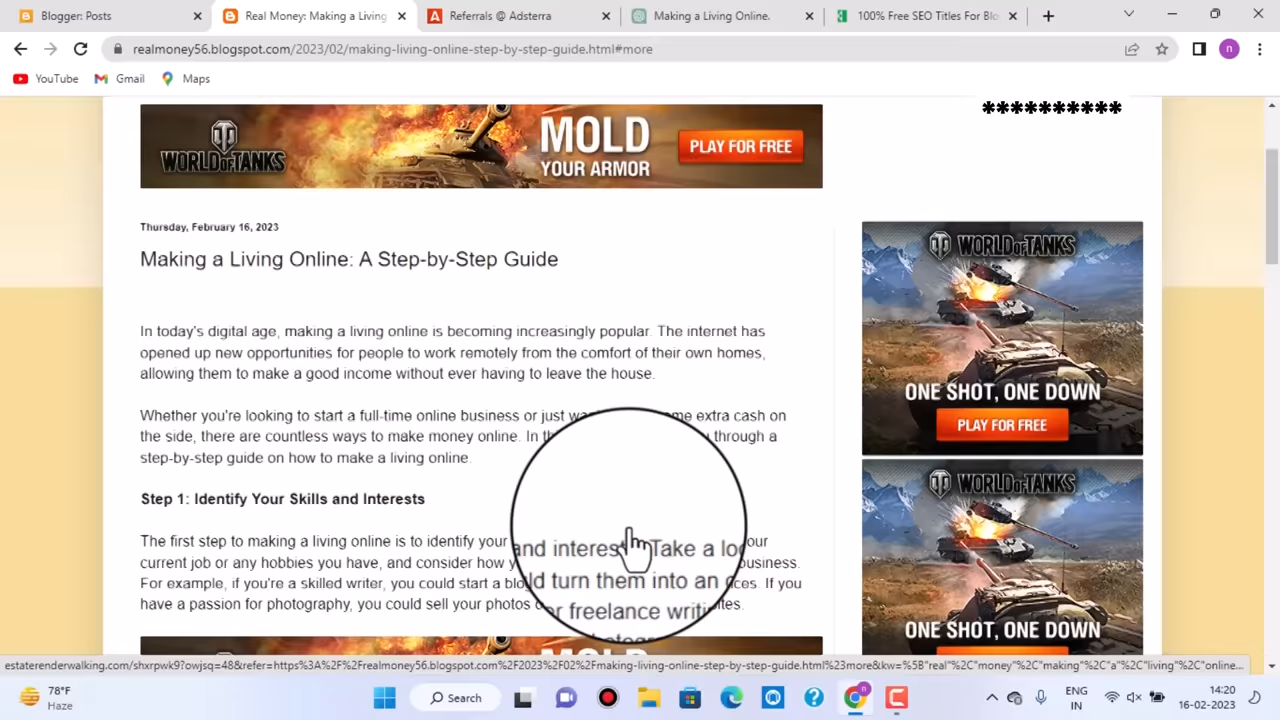 Blogger: Posts
Real Money: Making a Living
Referrals @ Adsterra
Making a Living Online.
100% Free SEO Titles For Blo
realmoney56.blogspot.com/2023/02/making-living-online-step-by-step-guide.html#more
n
YouTube
Gmail
Maps
**********
WORLD OF TANKS
MOLD
YOUR ARMOR
PLAY FOR FREE
Thursday, February 16, 2023
Making a Living Online: A Step-by-Step Guide
In today's digital age, making a living online is becoming increasingly popular. The internet has
opened up new opportunities for people to work remotely from the comfort of their own homes,
allowing them to make a good income without ever having to leave the house.
Whether you're looking to start a full-time online business or just extra cash on
the side, there are countless ways to make money online. In through a
step-by-step guide on how to make a living online.
Step 1: Identify Your Skills and Interests
The first step to making a living online is to identify your
current job or any hobbies you have, and consider how business.
For example, if you're a skilled writer, you could start a If you
have a passion for photography, you could sell your photos
and interest Take a
turn them into an
or freelance
WORLD OF TANKS
ONE SHOT, ONE DOWN
PLAY FOR FREE
WORLD OF TANKS
ONE SHOT, ONE DOWN
estaterenderwalking.com/shxrpwk9?owjsq=48&refer=https%3A%2F%2Frealmoney56.blogspot.com%2F2023%2F02%2Fmaking-living-online-step-by-step-guide.html%23more&kw=%5B"real"%2C"money"%2C"making"%2C"a"%2C"living"%2C"online...
78°F
Haze
Search
n
ENG
IN
14:20
16-02-2023